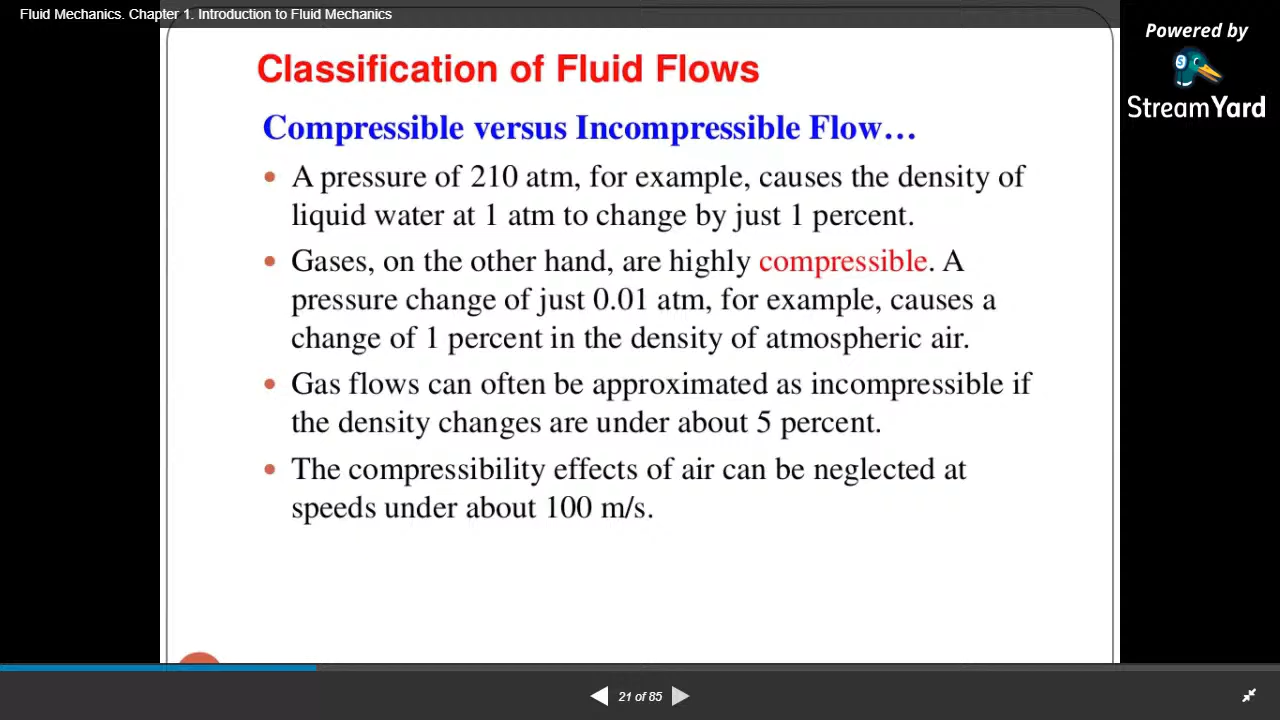 Fluid Mechanics. Chapter 1. Introduction to Fluid Mechanics
Powered by
S
StreamYard
Classification of Fluid Flows
Compressible versus Incompressible Flow…
• A pressure of 210 atm, for example, causes the density of
liquid water at 1 atm to change by just 1 percent.
• Gases, on the other hand, are highly compressible. A
pressure change of just 0.01 atm, for example, causes a
change of 1 percent in the density of atmospheric air.
• Gas flows can often be approximated as incompressible if
the density changes are under about 5 percent.
• The compressibility effects of air can be neglected at
speeds under about 100 m/s.
21 of 85